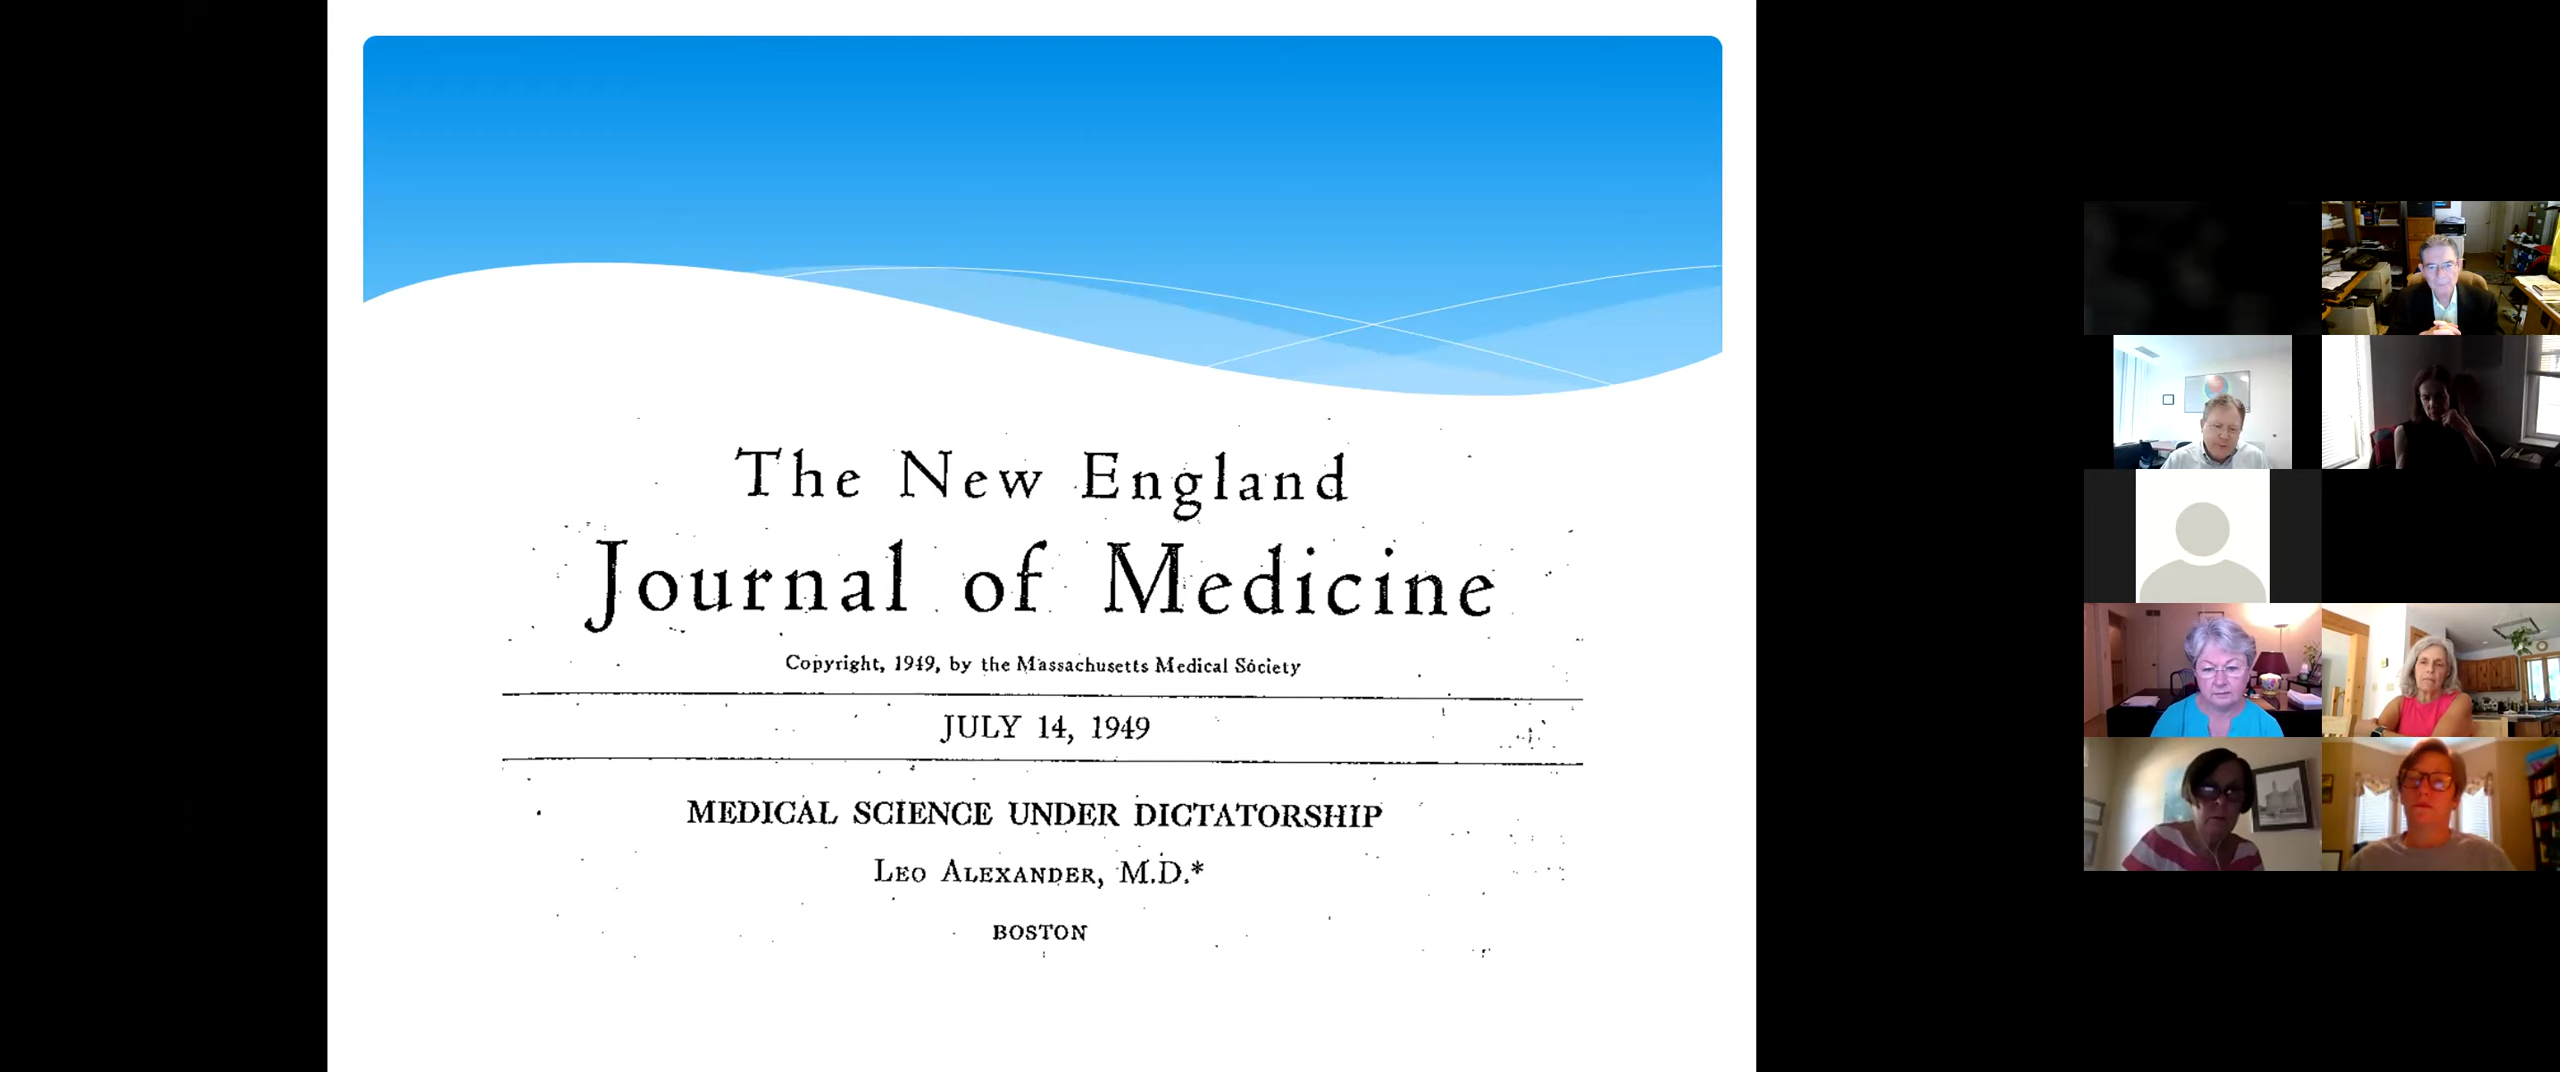 The New England
Journal of Medicine
Copyright, 1949, by the Massachusetts Medical Society
JULY 14, 1949
MEDICAL SCIENCE UNDER DICTATORSHIP
LEO ALEXANDER, M.D.*
BOSTON